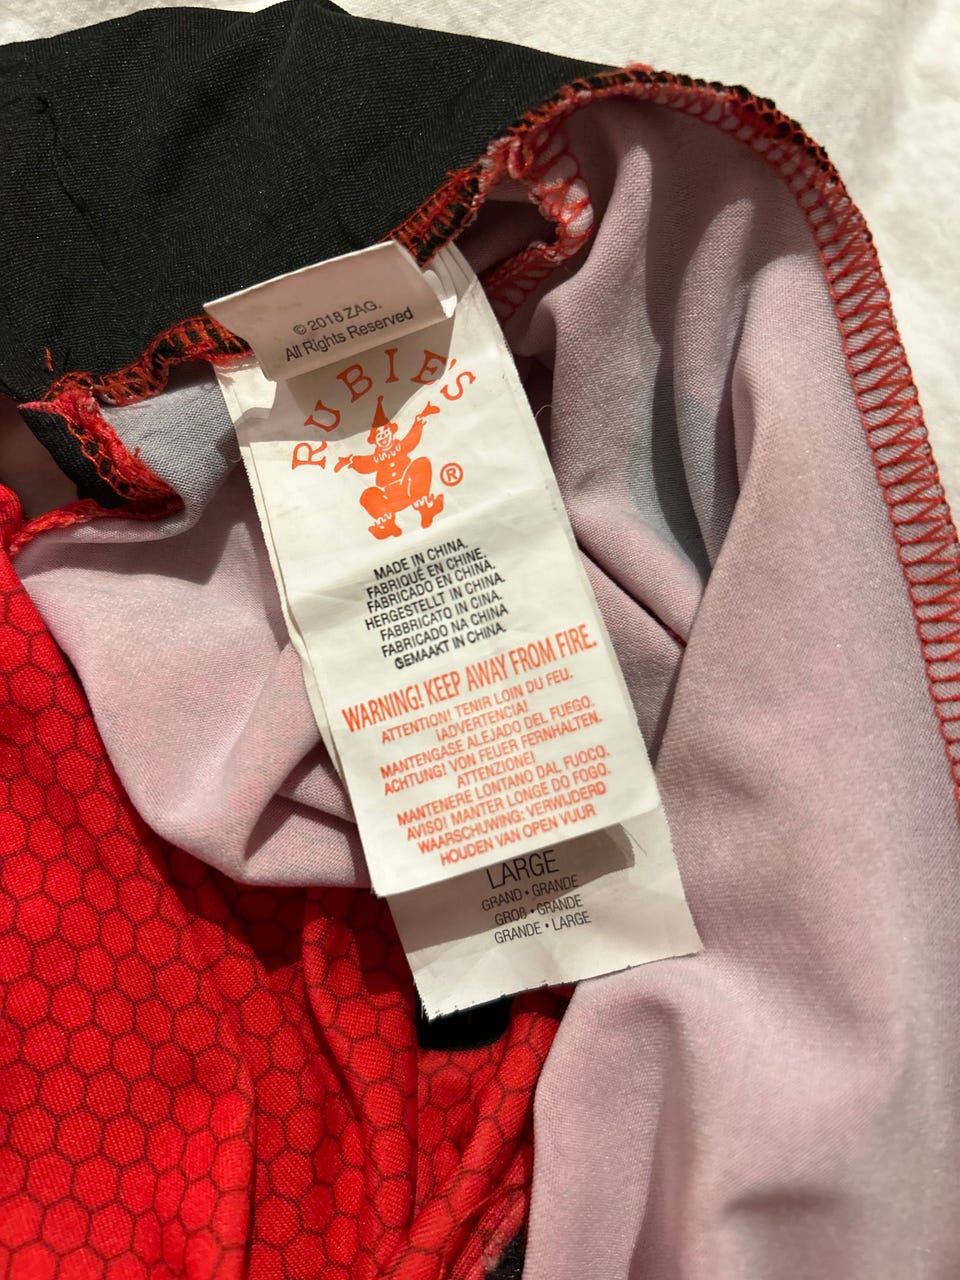 © 2018 ZAG.
All Rights Reserved
RUBIE'S
®
MADE IN CHINA.
FABRIQUÉ EN CHINE.
FABRICADO EN CHINA.
HERGESTELLT IN CHINA.
FABBRICATO IN CINA.
FABRICADO NA CHINA
GEMAAKT IN CHINA.
WARNING! KEEP AWAY FROM FIRE.
ATTENTION! TENIR LOIN DU FEU.
¡ADVERTENCIA!
MANTENGASE ALEJADO DEL FUEGO.
ACHTUNG! VON FEUER FERNHALTEN.
ATTENZIONE!
MANTENERE LONTANO DAL FUOCO.
AVISO! MANTER LONGE DO FOGO.
WAARSCHUWING: VERWIJDERD
HOUDEN VAN OPEN VUUR
LARGE
GRAND • GRANDE
GROß • GRANDE
GRANDE • LARGE